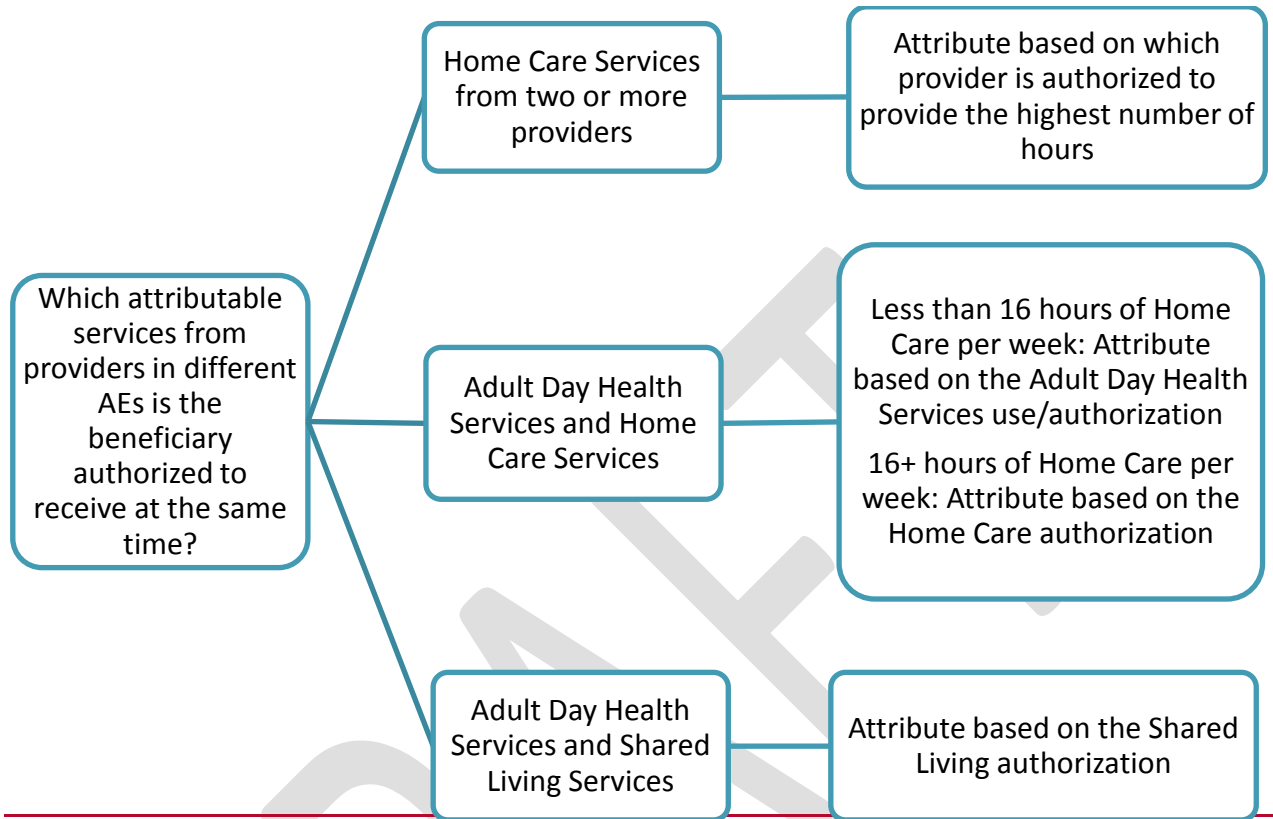 Home Care Services
from two or more
providers
Attribute based on which
provider is authorized to
provide the highest number of
hours
Which attributable
services from
providers in different
AEs is the
beneficiary
authorized to
receive at the same
time?
Adult Day Health
Services and Home
Care Services
Less than 16 hours of Home
Care per week: Attribute
based on the Adult Day Health
Services use/authorization
16+ hours of Home Care per
week: Attribute based on the
Home Care authorization
Adult Day Health
Services and Shared
Living Services
Attribute based on the Shared
Living authorization
DRAFT